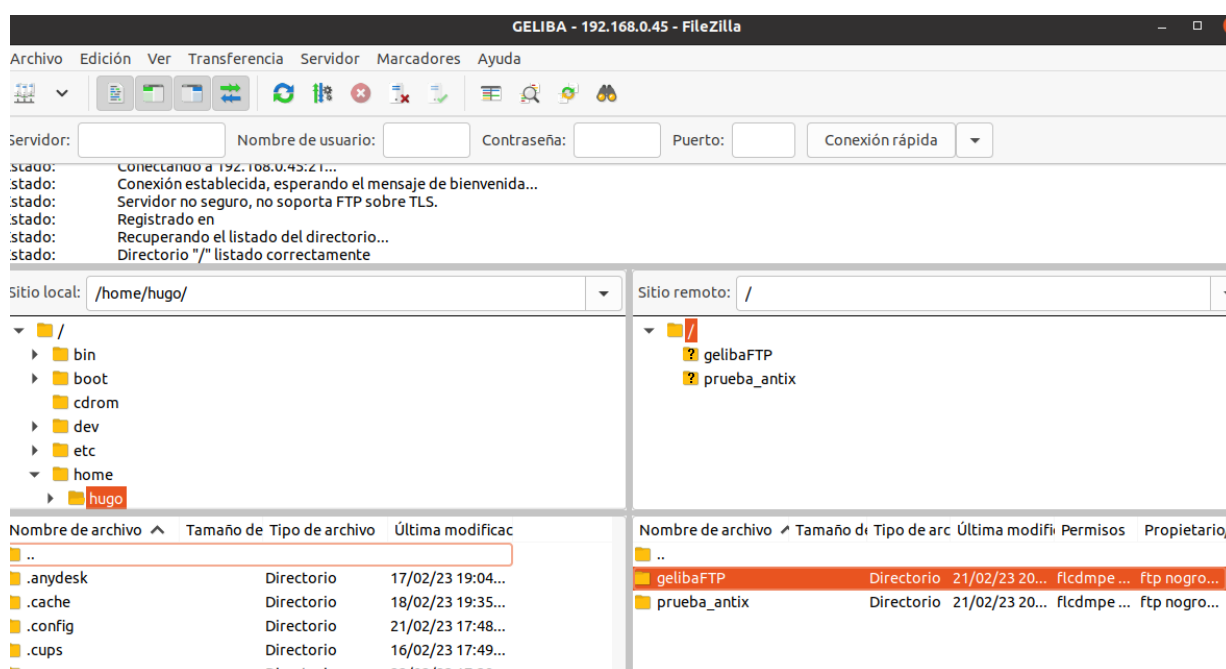 GELIBA - 192.168.0.45 - FileZilla
Archivo Edición Ver Transferencia Servidor Marcadores Ayuda
Servidor: Nombre de usuario: Contraseña: Puerto: Conexión rápida
Estado: Conectando a 192.168.0.45:21...
Estado: Conexión establecida, esperando el mensaje de bienvenida...
Estado: Servidor no seguro, no soporta FTP sobre TLS.
Estado: Registrado en
Estado: Recuperando el listado del directorio...
Estado: Directorio "/" listado correctamente
Sitio local: /home/hugo/
/
bin
boot
cdrom
dev
etc
home
hugo
Sitio remoto: /
/
gelibaFTP
prueba_antix
Nombre de archivo Tamaño de Tipo de archivo Última modificac
..
.anydesk Directorio 17/02/23 19:04...
.cache Directorio 18/02/23 19:35...
.config Directorio 21/02/23 17:48...
.cups Directorio 16/02/23 17:49...
Nombre de archivo Tamaño de Tipo de arc Última modifi Permisos Propietario/
..
gelibaFTP Directorio 21/02/23 20... flcdmpe ... ftp nogro...
prueba_antix Directorio 21/02/23 20... flcdmpe ... ftp nogro...